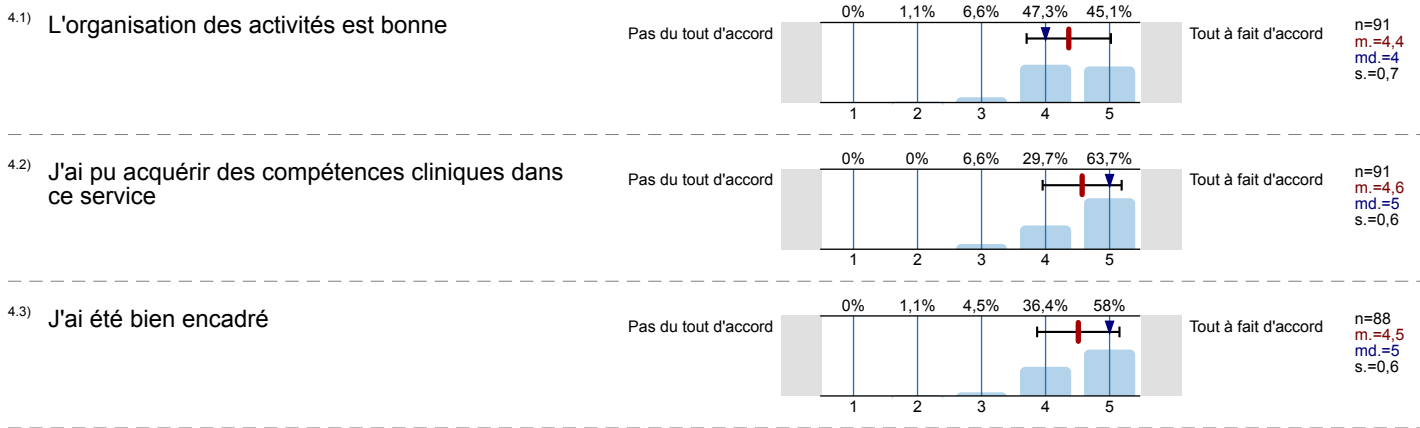 4.1) L'organisation des activités est bonne
Pas du tout d'accord
0% 1,1% 6,6% 47,3% 45,1%
1 2 3 4 5
Tout à fait d'accord
n=91
m.=4,4
md.=4
s.=0,7
4.2) J'ai pu acquérir des compétences cliniques dans
ce service
Pas du tout d'accord
0% 0% 6,6% 29,7% 63,7%
1 2 3 4 5
Tout à fait d'accord
n=91
m.=4,6
md.=5
s.=0,6
4.3) J'ai été bien encadré
Pas du tout d'accord
0% 1,1% 4,5% 36,4% 58%
1 2 3 4 5
Tout à fait d'accord
n=88
m.=4,5
md.=5
s.=0,6